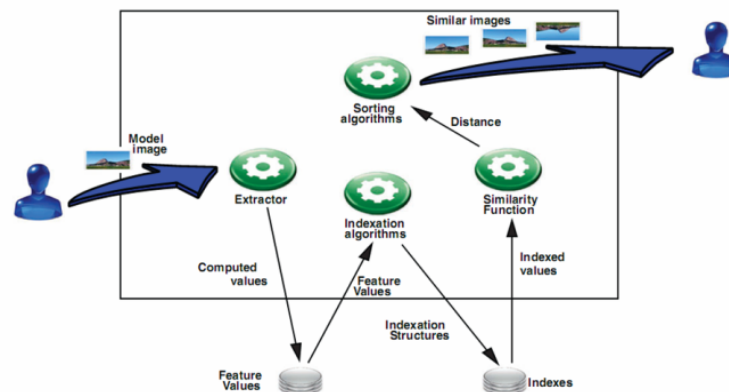 Similar images
Sorting
algorithms
Distance
Model
image
Extractor
Indexation
algorithms
Similarity
Function
Computed
values
Feature
Values
Indexed
values
Indexation
Structures
Feature
Values
Indexes